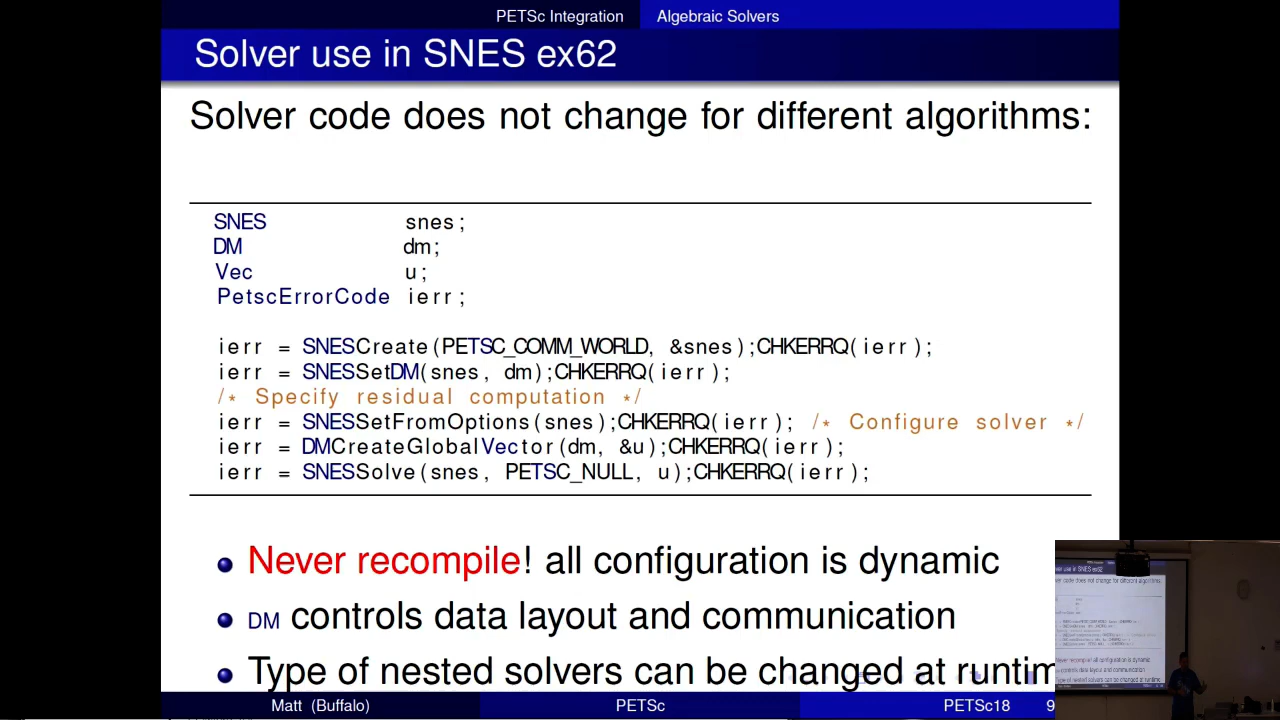 PETSc Integration Algebraic Solvers
Solver use in SNES ex62
Solver code does not change for different algorithms:
SNES snes;
DM dm;
Vec u;
PetscErrorCode ierr;
ierr = SNESCreate(PETSC_COMM_WORLD, &snes);CHKERRQ(ierr);
ierr = SNESSetDM(snes, dm);CHKERRQ(ierr);
/* Specify residual computation */
ierr = SNESSetFromOptions(snes);CHKERRQ(ierr); /* Configure solver */
ierr = DMCreateGlobalVector(dm, &u);CHKERRQ(ierr);
ierr = SNESSolve(snes, PETSC_NULL, u);CHKERRQ(ierr);
Never recompile! all configuration is dynamic
DM controls data layout and communication
Type of nested solvers can be changed at runtim
Matt (Buffalo) PETSc PETSc18 9